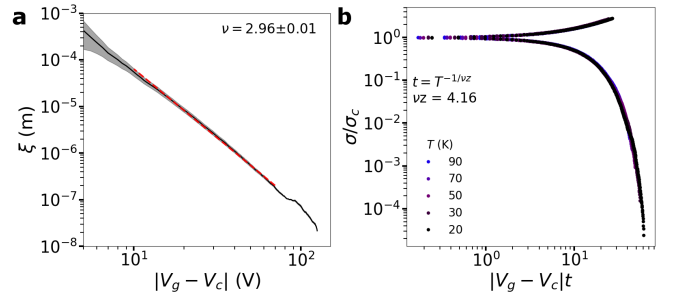 a
ν = 2.96±0.01
10⁻³
10⁻⁴
10⁻⁵
10⁻⁶
10⁻⁷
10⁻⁸
ξ (m)
10¹
10²
|V_g − V_c| (V)
b
10⁰
10⁻¹
10⁻²
10⁻³
10⁻⁴
σ/σ_c
t = T^{−1/νz}
νz = 4.16
T (K)
90
70
50
30
20
10⁰
10¹
|V_g − V_c|t